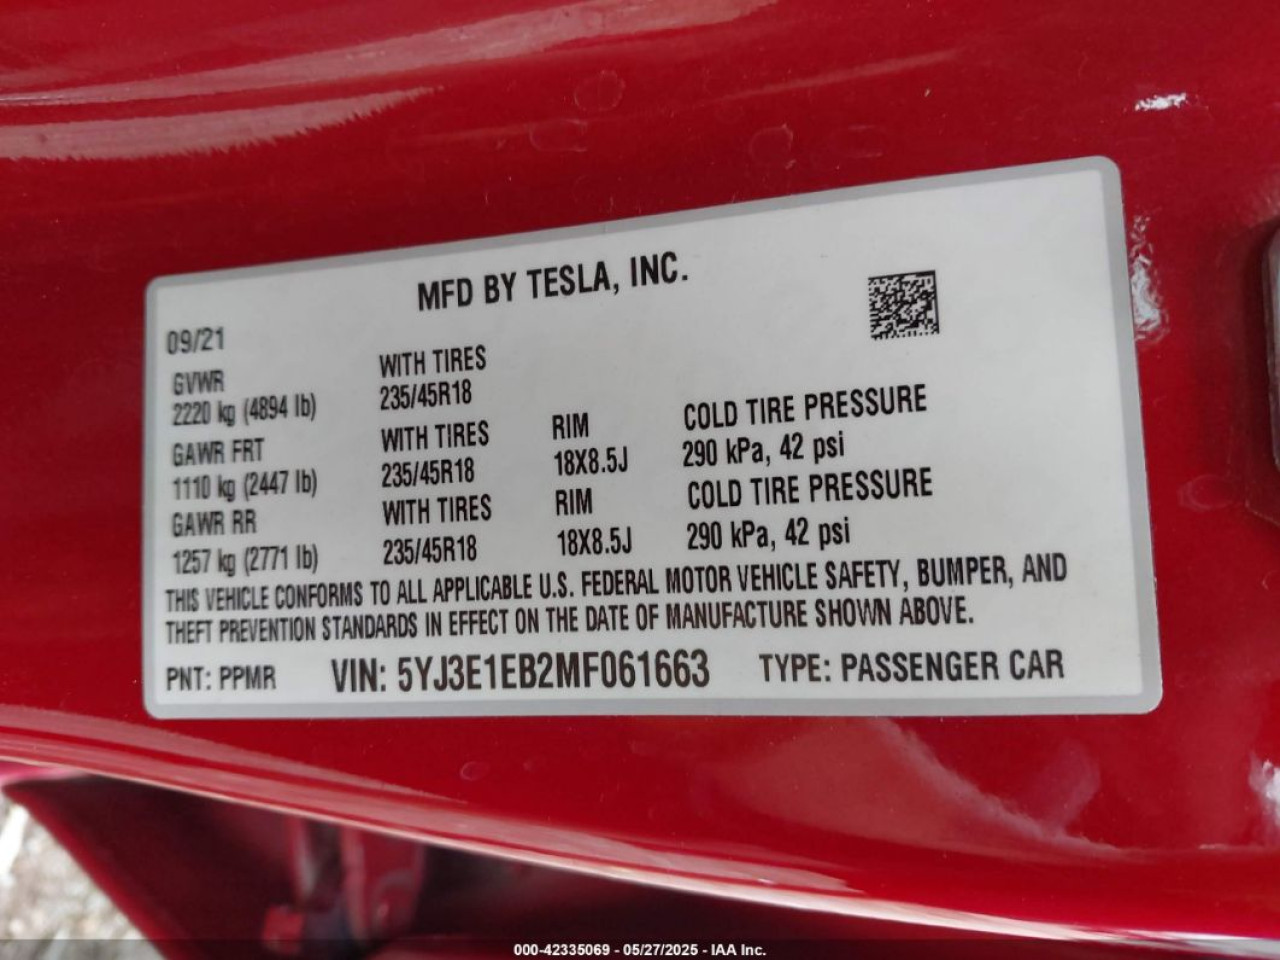 MFD BY TESLA, INC.
09/21
GVWR
2220 kg (4894 lb)
WITH TIRES
235/45R18
GAWR FRT
1110 kg (2447 lb)
WITH TIRES
235/45R18
RIM
18X8.5J
COLD TIRE PRESSURE
290 kPa, 42 psi
GAWR RR
1257 kg (2771 lb)
WITH TIRES
235/45R18
RIM
18X8.5J
COLD TIRE PRESSURE
290 kPa, 42 psi
THIS VEHICLE CONFORMS TO ALL APPLICABLE U.S. FEDERAL MOTOR VEHICLE SAFETY, BUMPER, AND
THEFT PREVENTION STANDARDS IN EFFECT ON THE DATE OF MANUFACTURE SHOWN ABOVE.
PNT: PPMR VIN: 5YJ3E1EB2MF061663 TYPE: PASSENGER CAR
000-42335069 - 05/27/2025 - IAA Inc.